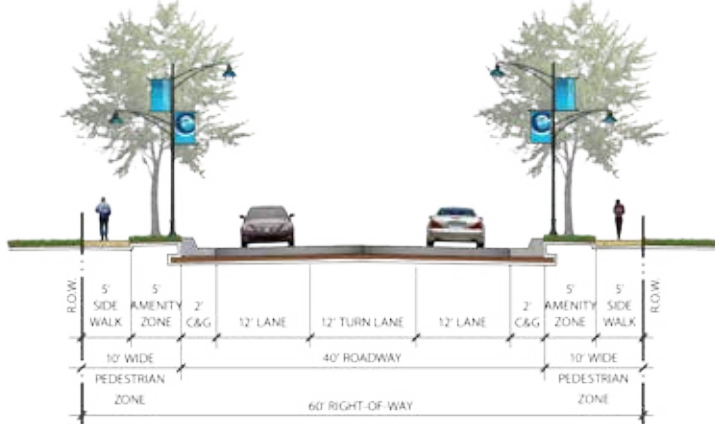 R.O.W.
5'
SIDE
WALK
5'
AMENITY
ZONE
2'
C&G
12' LANE
12' TURN LANE
12' LANE
2'
C&G
5'
AMENITY
ZONE
5'
SIDE
WALK
R.O.W.
10' WIDE
PEDESTRIAN
ZONE
40' ROADWAY
10' WIDE
PEDESTRIAN
ZONE
60' RIGHT-OF-WAY